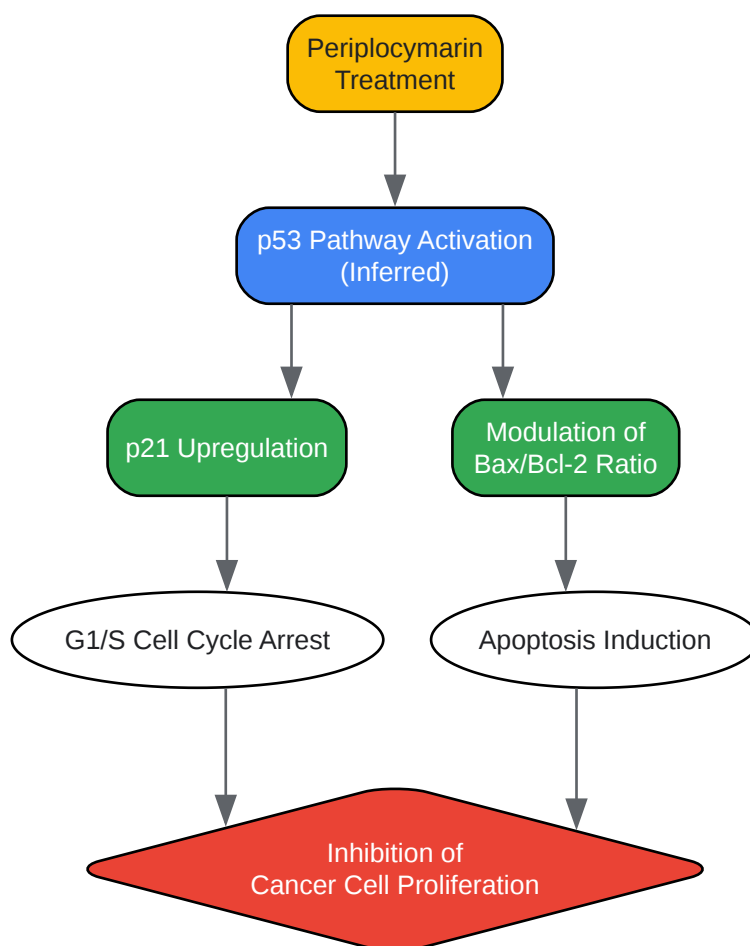 Periplocymarin
Treatment
p53 Pathway Activation
(Inferred)
p21 Upregulation
Modulation of
Bax/Bcl-2 Ratio
G1/S Cell Cycle Arrest
Apoptosis Induction
Inhibition of
Cancer Cell Proliferation